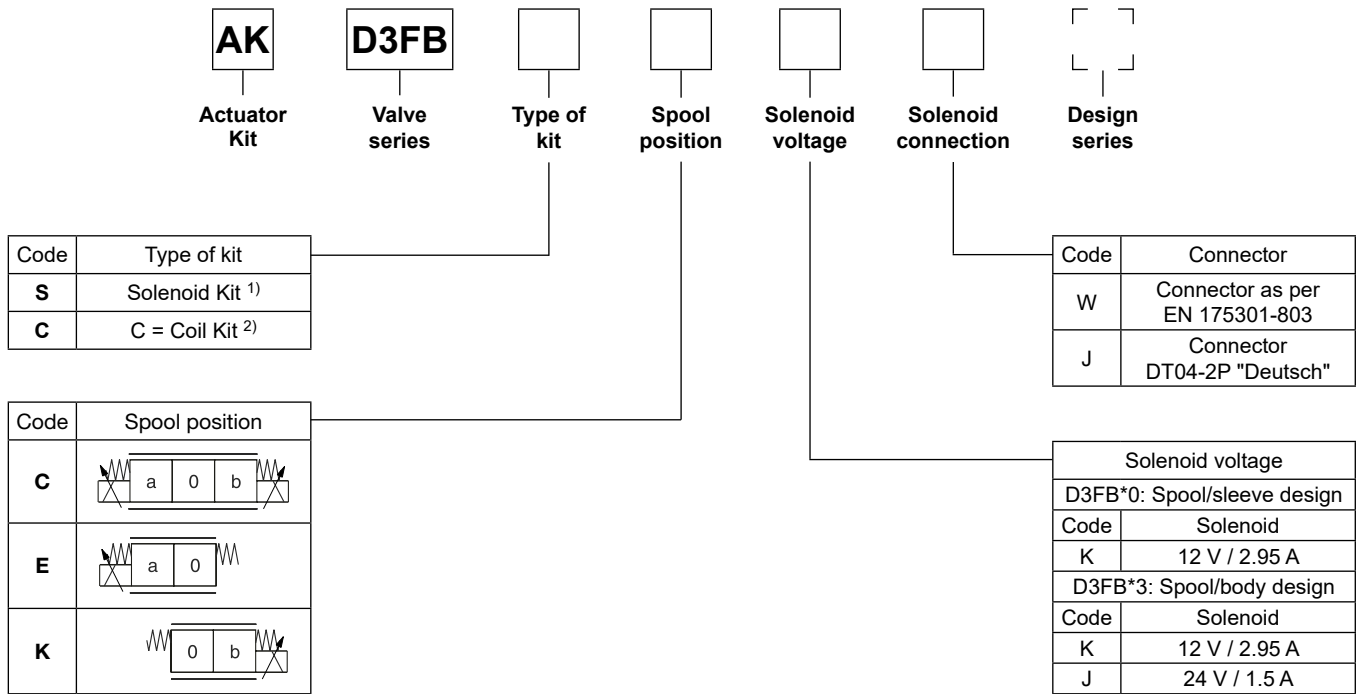 AK D3FB
Actuator Kit
Valve series
Type of kit
Spool position
Solenoid voltage
Solenoid connection
Design series
Code Type of kit
S Solenoid Kit 1)
C C = Coil Kit 2)
Code Spool position
C a 0 b
E a 0
K 0 b
Code Connector
W Connector as per
EN 175301-803
J Connector
DT04-2P "Deutsch"
Solenoid voltage
D3FB*0: Spool/sleeve design
Code Solenoid
K 12 V / 2.95 A
D3FB*3: Spool/body design
Code Solenoid
K 12 V / 2.95 A
J 24 V / 1.5 A